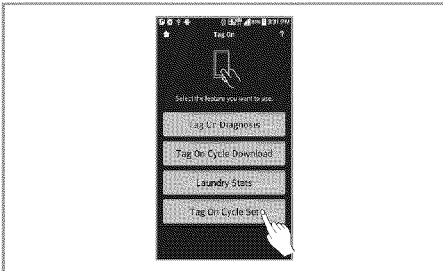 Tag On
?
Select the feature you want to use.
Tag On Diagnosis
Tag On Cycle Download
Laundry Stats
Tag On Cycle Set